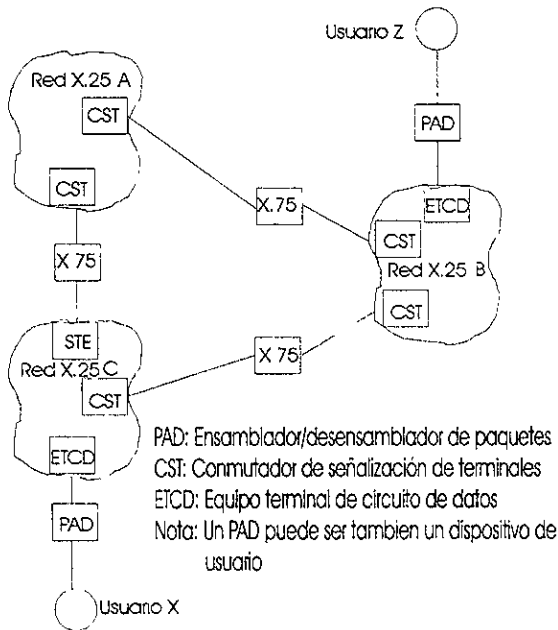 Usuario Z
Red X.25 A
CST
PAD
CST
ETCD
X.75
CST
X 75
Red X.25 B
CST
STE
Red X.25 C
X 75
CST
ETCD
PAD: Ensamblador/desensamblador de paquetes
CST: Conmutador de señalización de terminales
ETCD: Equipo terminal de circuito de datos
PAD
Nota: Un PAD puede ser tambien un dispositivo de
usuario
Usuario X